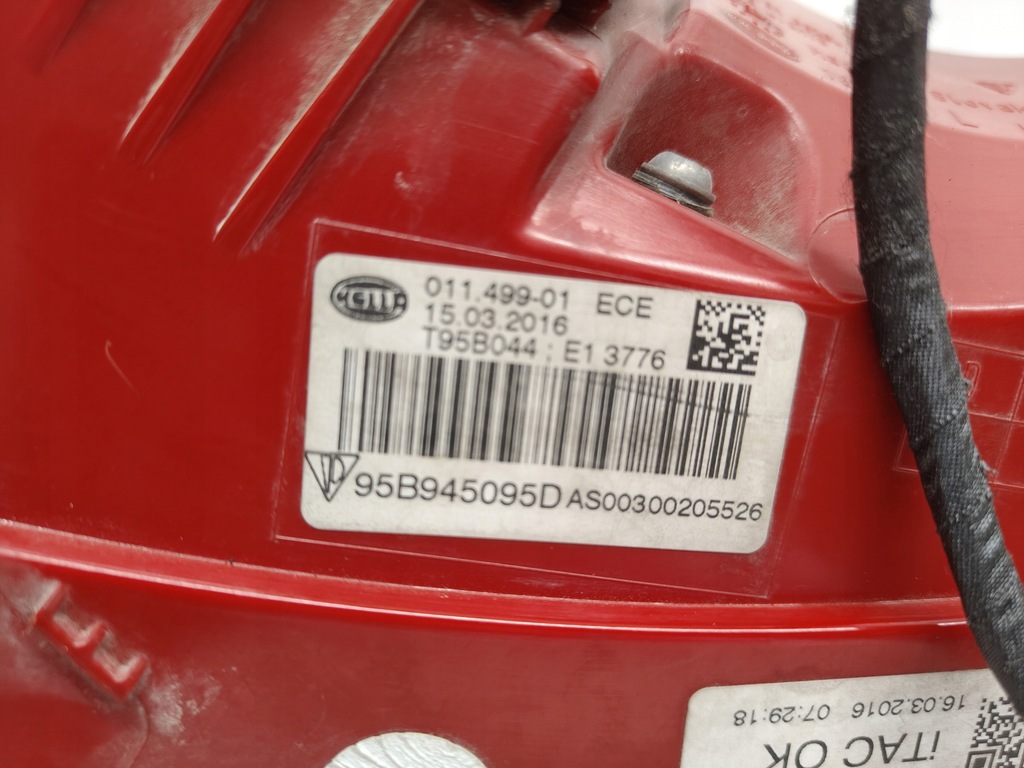 HELLA 011.499-01 ECE
15.03.2016
T95B044 : E1 3776
95B945095D AS00300205526
E
16.03.2016 07:29:18
iTAC OK